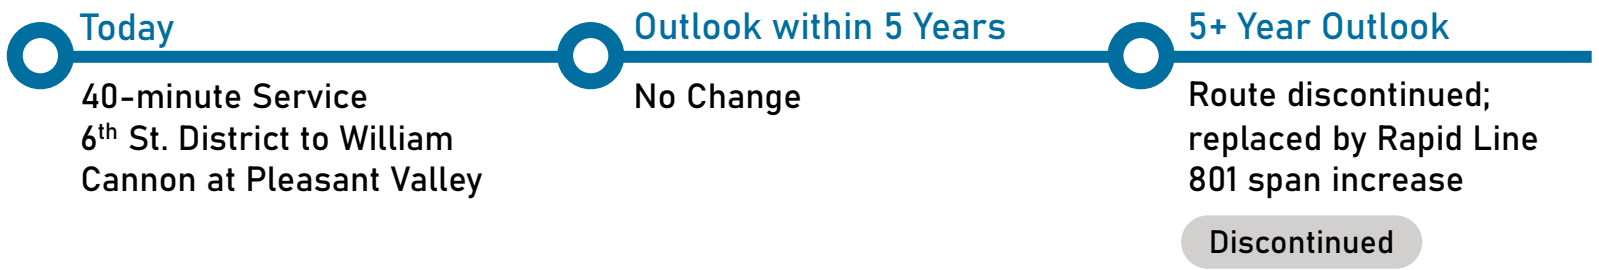 Today
40-minute Service
6th St. District to William
Cannon at Pleasant Valley
Outlook within 5 Years
No Change
5+ Year Outlook
Route discontinued;
replaced by Rapid Line
801 span increase
Discontinued